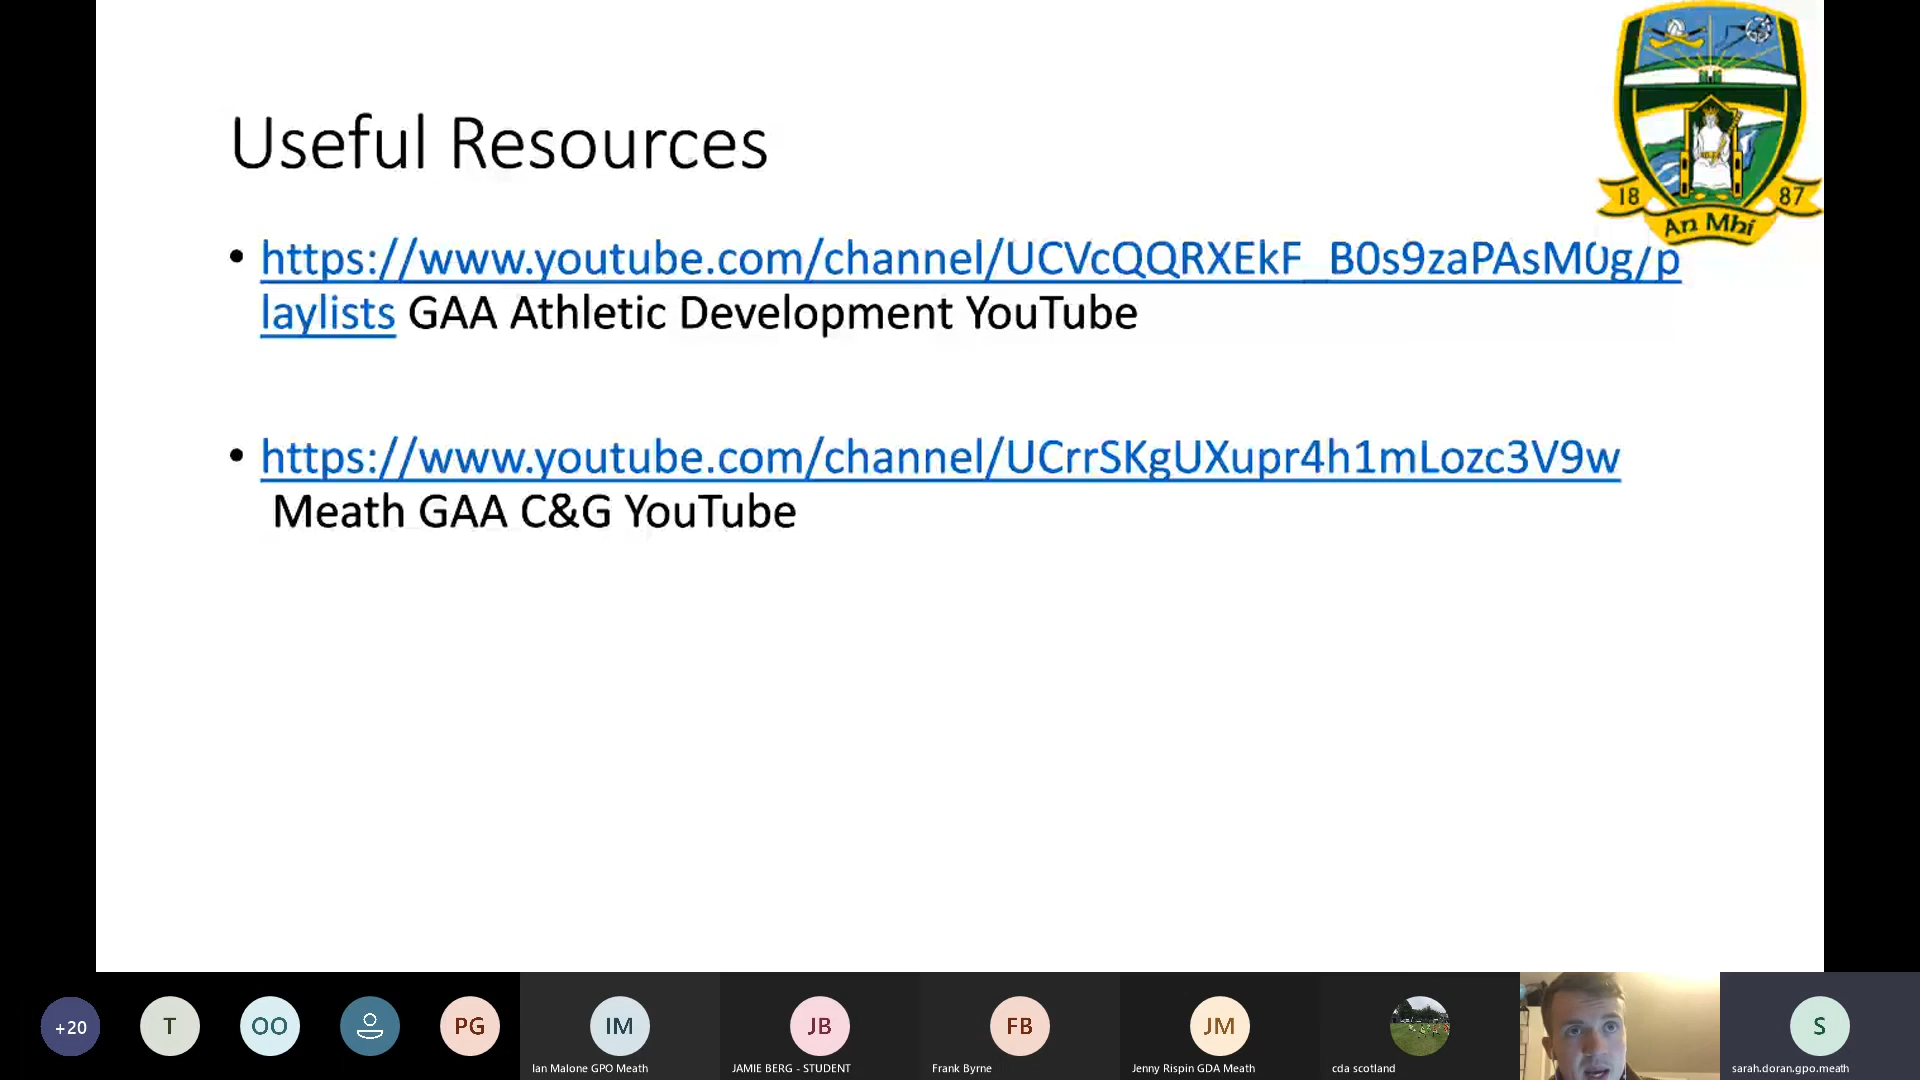 Useful Resources
18 87
An Mhí
• https://www.youtube.com/channel/UCVcQQRXEkF_B0s9zaPAsM0g/p
laylists GAA Athletic Development YouTube
• https://www.youtube.com/channel/UCrrSKgUXupr4h1mLozc3V9w
Meath GAA C&G YouTube
+20
T
OO
PG
IM
JB
FB
JM
S
Ian Malone GPO Meath
JAMIE BERG - STUDENT
Frank Byrne
Jenny Rispin GDA Meath
cda scotland
sarah.doran.gpo.meath